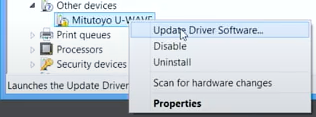 Other devices
Mitutoyo U-WAVE
Print queues
Processors
Security devices
Launches the Update Driver
Update Driver Software...
Disable
Uninstall
Scan for hardware changes
Properties